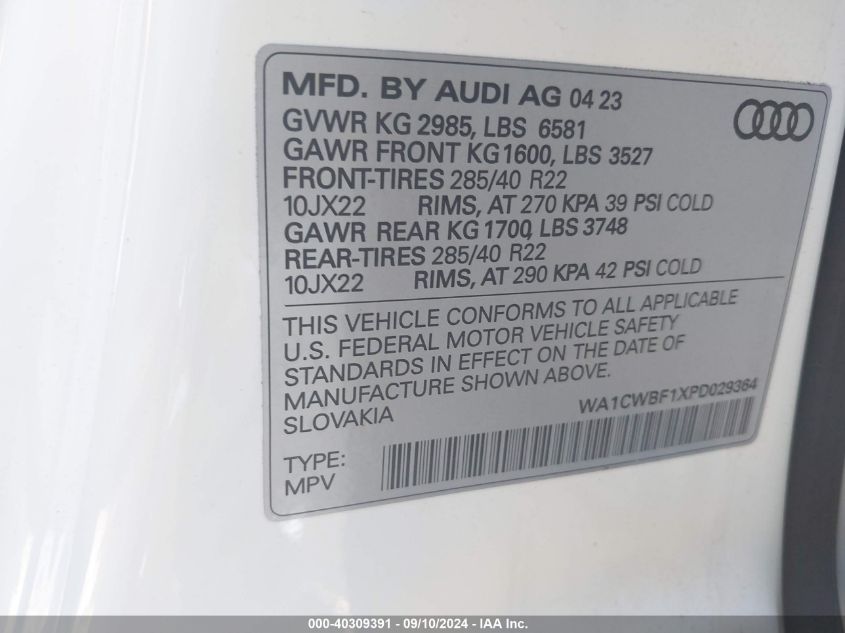 MFD. BY AUDI AG 04 23
GVWR KG 2985, LBS 6581
GAWR FRONT KG 1600, LBS 3527
FRONT-TIRES 285/40 R22
10JX22 RIMS, AT 270 KPA 39 PSI COLD
GAWR REAR KG 1700, LBS 3748
REAR-TIRES 285/40 R22
10JX22 RIMS, AT 290 KPA 42 PSI COLD
THIS VEHICLE CONFORMS TO ALL APPLICABLE
U.S. FEDERAL MOTOR VEHICLE SAFETY
STANDARDS IN EFFECT ON THE DATE OF
MANUFACTURE SHOWN ABOVE.
SLOVAKIA
WA1CWBF1XPD029364
TYPE:
MPV
000-40309391 - 09/10/2024 - IAA Inc.